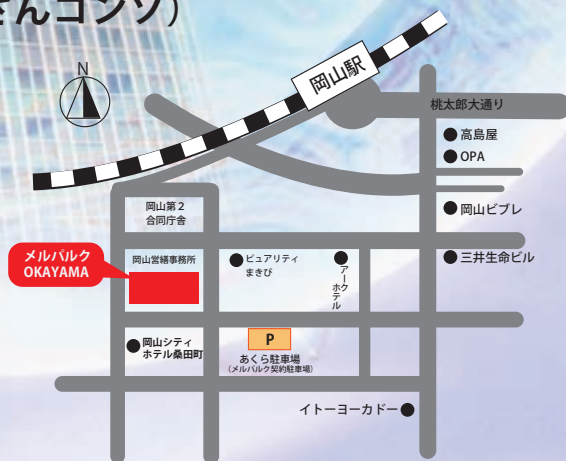 さんコンソ）
N
岡山駅
桃太郎大通り
高島屋
OPA
岡山ビブレ
三井生命ビル
岡山第２
合同庁舎
岡山営繕事務所
メルパルク
OKAYAMA
ピュアリティ
まきび
アークホテル
岡山シティ
ホテル桑田町
P
あくら駐車場
（メルパルク契約駐車場）
イトーヨーカドー